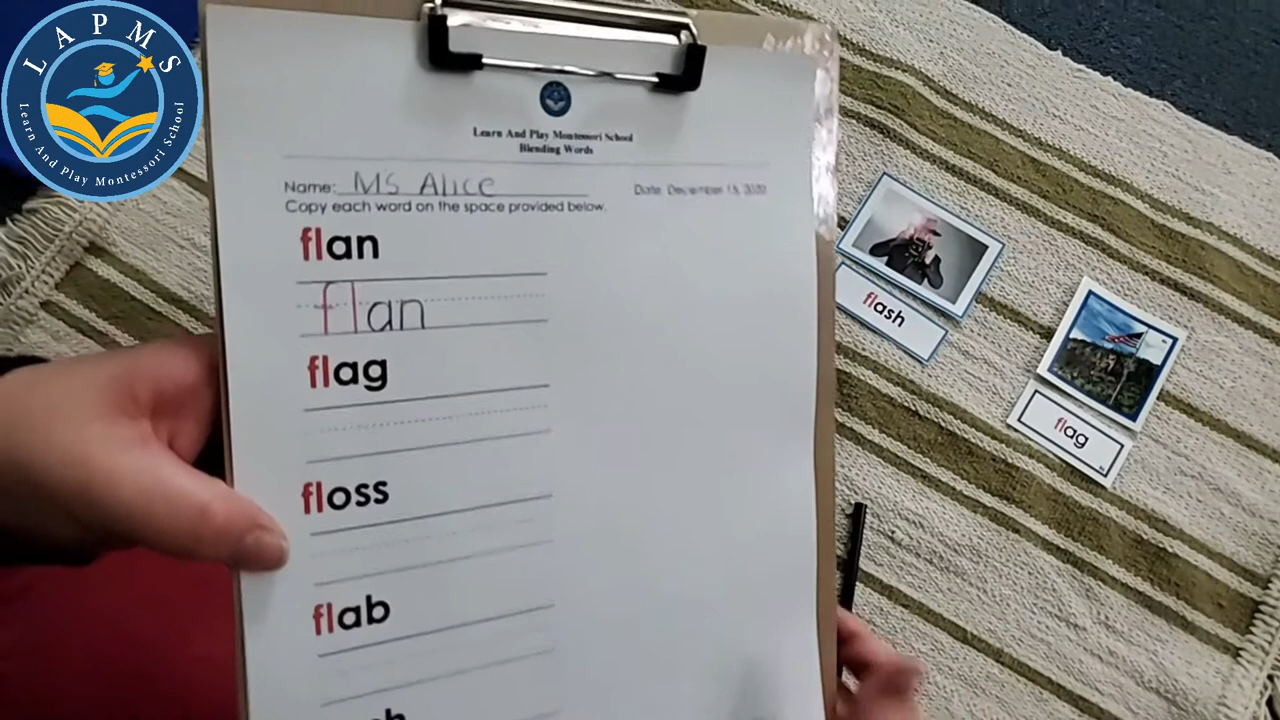 LAPMS
Learn And Play Montessori School
Learn And Play Montessori School
Blending Words
Name: MS Alice
Date: December 15, 2020
Copy each word on the space provided below.
flan
flan
flag
floss
flab
flash
flag